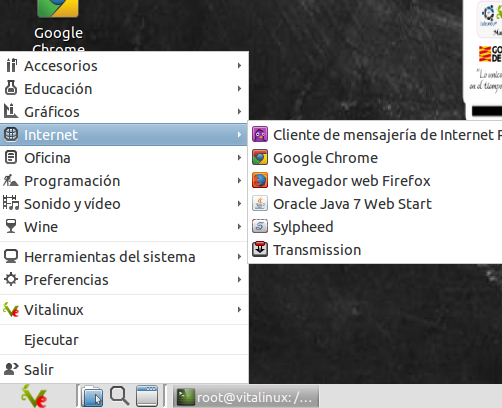 Google
Chrome
Accesorios
Educación
Gráficos
Internet
Oficina
Programación
Sonido y vídeo
Wine
Herramientas del sistema
Preferencias
Vitalinux
Ejecutar
Salir
Cliente de mensajería de Internet P
Google Chrome
Navegador web Firefox
Oracle Java 7 Web Start
Sylpheed
Transmission
"Lo único
en el tiempo
root@vitalinux: /...